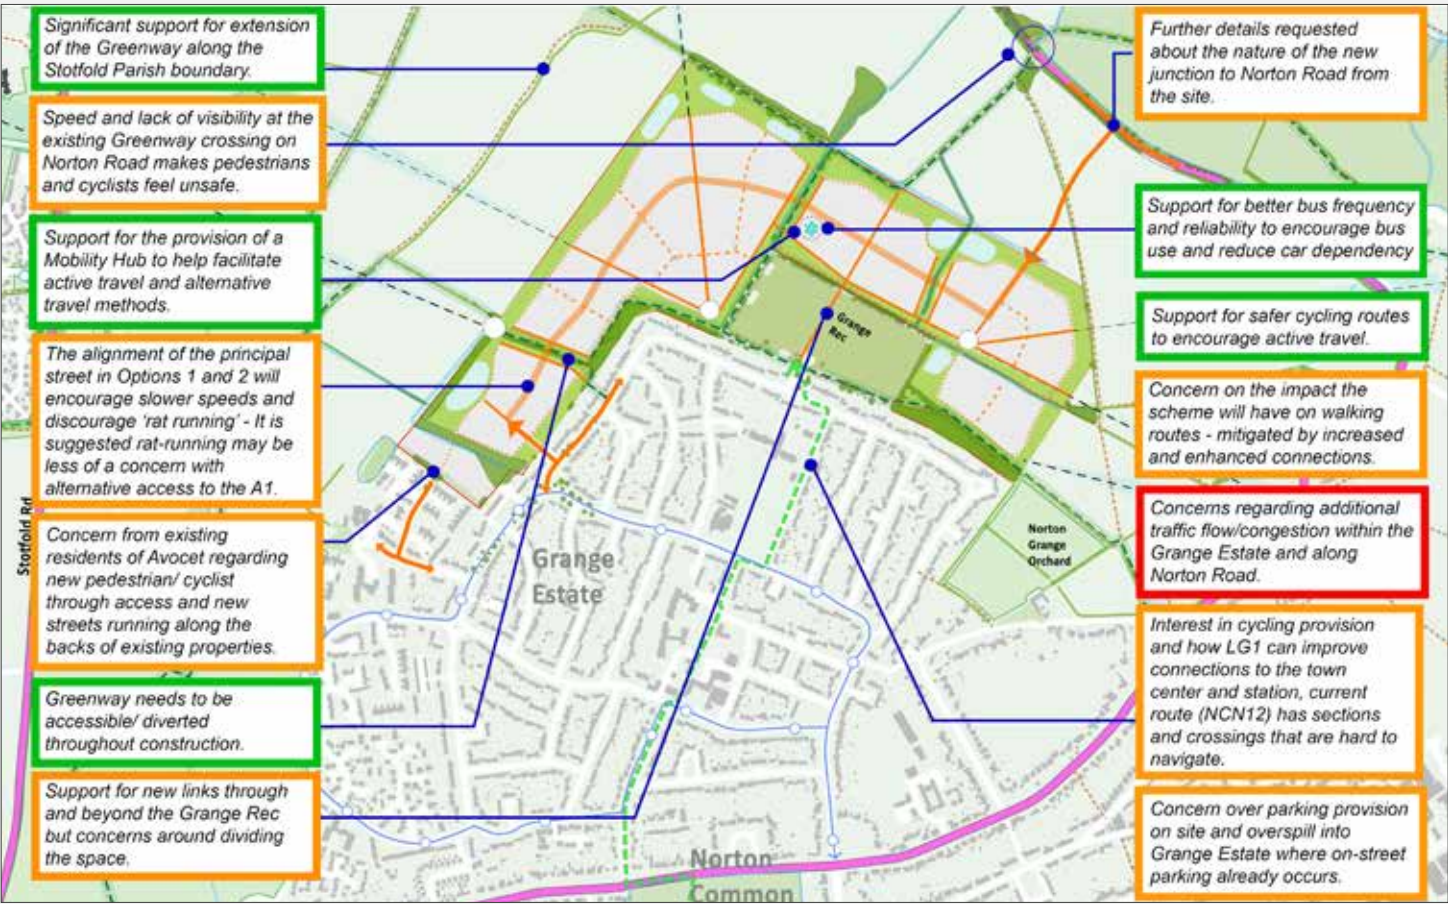 Significant support for extension
of the Greenway along the
Stotfold Parish boundary.
Speed and lack of visibility at the
existing Greenway crossing on
Norton Road makes pedestrians
and cyclists feel unsafe.
Support for the provision of a
Mobility Hub to help facilitate
active travel and alternative
travel methods.
The alignment of the principal
street in Options 1 and 2 will
encourage slower speeds and
discourage ‘rat running’ - It is
suggested rat-running may be
less of a concern with
alternative access to the A1.
Concern from existing
residents of Avocet regarding
new pedestrian/ cyclist
through access and new
streets running along the
backs of existing properties.
Greenway needs to be
accessible/ diverted
throughout construction.
Support for new links through
and beyond the Grange Rec
but concerns around dividing
the space.
Stotfold Rd
Grange
Rec
Grange
Estate
Norton
Grange
Orchard
Norton
Common
Further details requested
about the nature of the new
junction to Norton Road from
the site.
Support for better bus frequency
and reliability to encourage bus
use and reduce car dependency
Support for safer cycling routes
to encourage active travel.
Concern on the impact the
scheme will have on walking
routes - mitigated by increased
and enhanced connections.
Concerns regarding additional
traffic flow/congestion within the
Grange Estate and along
Norton Road.
Interest in cycling provision
and how LG1 can improve
connections to the town
center and station, current
route (NCN12) has sections
and crossings that are hard to
navigate.
Concern over parking provision
on site and overspill into
Grange Estate where on-street
parking already occurs.